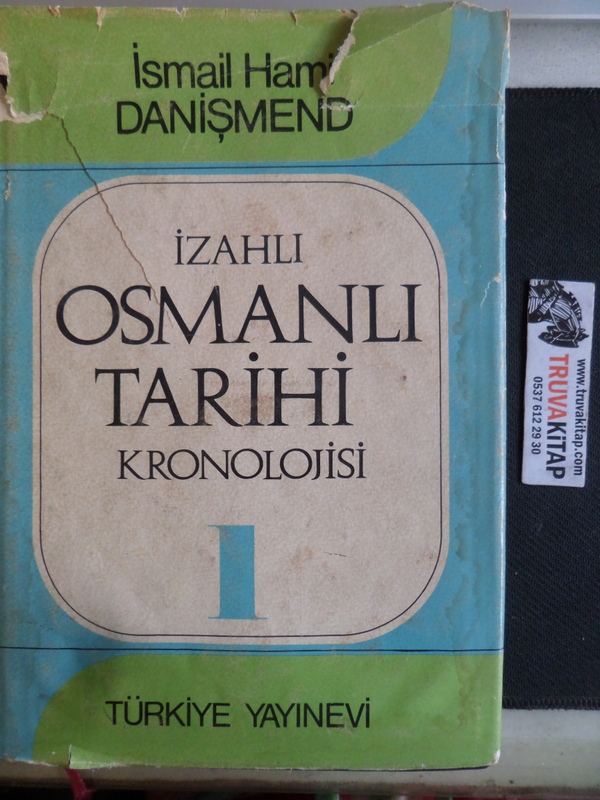 İsmail Hami
DANİŞMEND
İZAHLI
OSMANLI
TARİHİ
KRONOLOJİSİ
1
TÜRKİYE YAYINEVİ
www.truvakitap.com
TRUVAKİTAP
0537 612 29 30